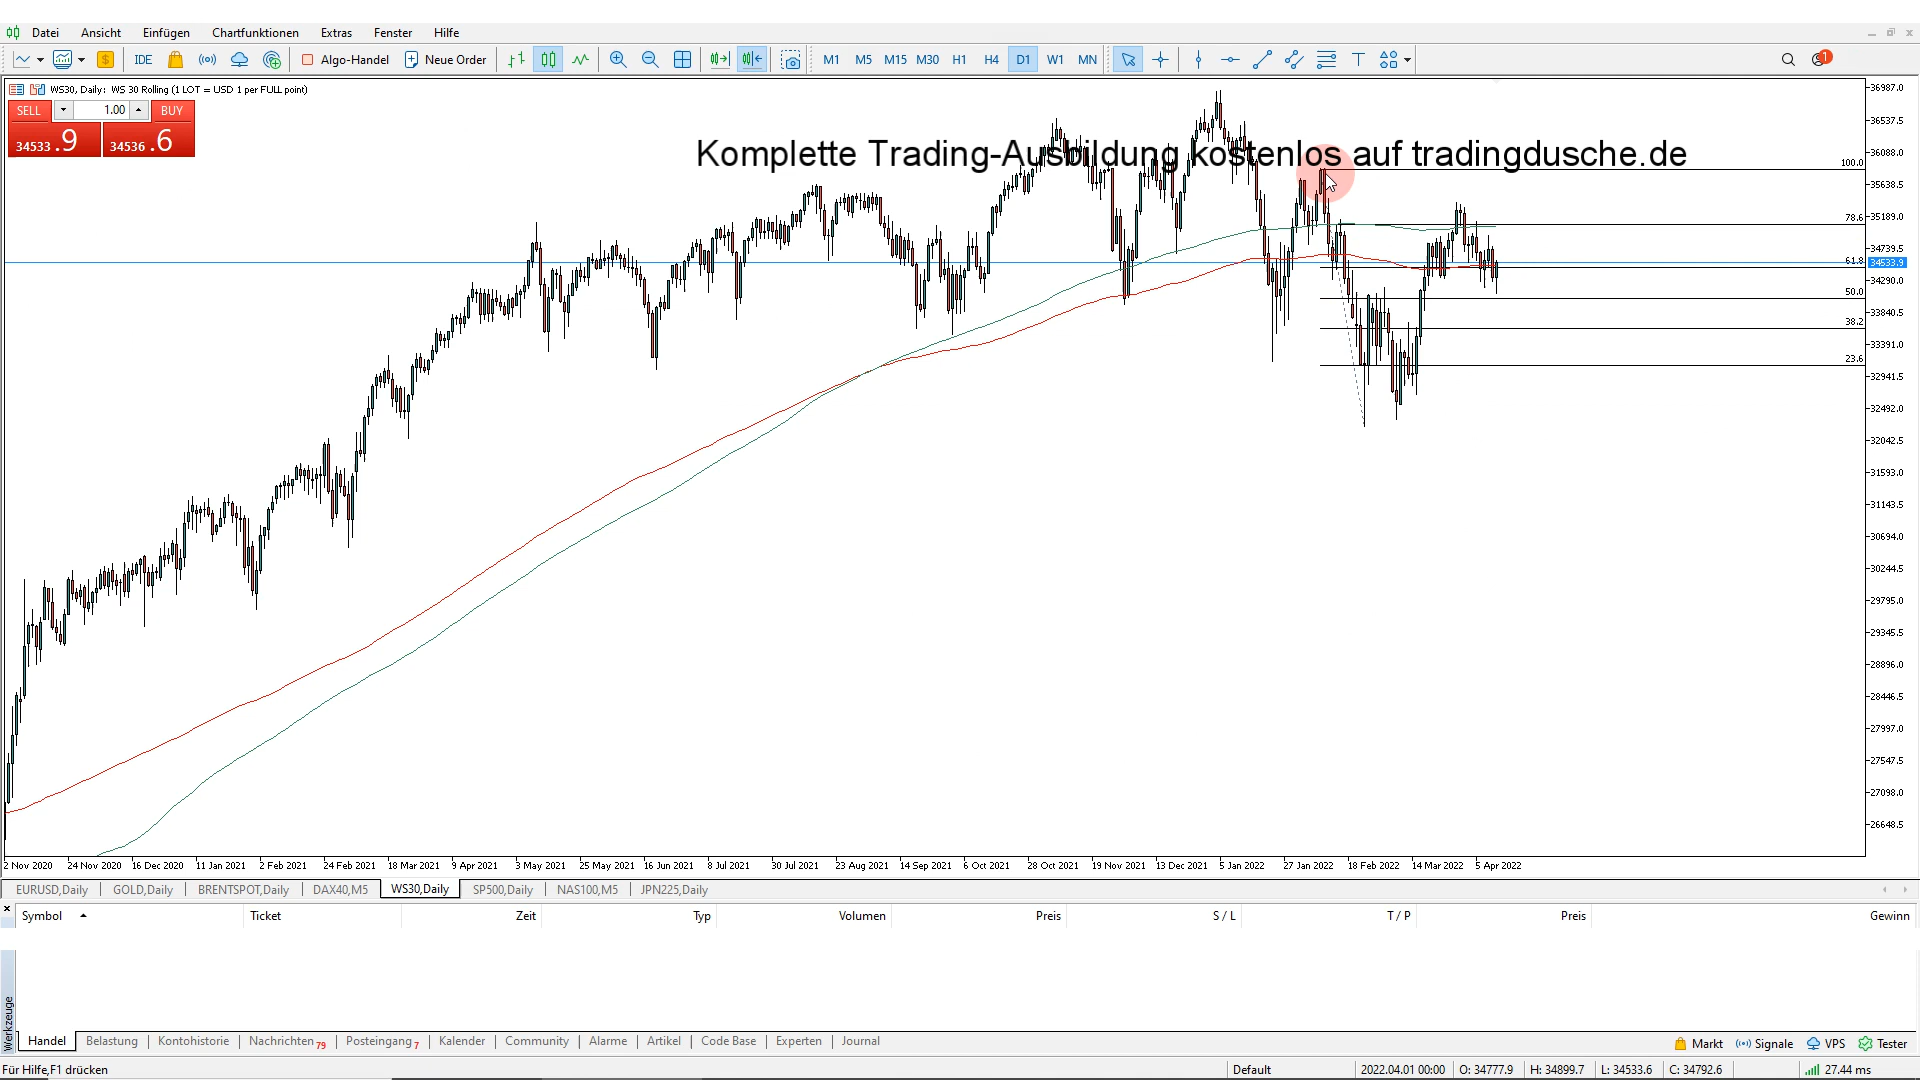 Datei Ansicht Einfügen Chartfunktionen Extras Fenster Hilfe
IDE Algo-Handel Neue Order M1 M5 M15 M30 H1 H4 D1 W1 MN 1
WS30, Daily: WS 30 Rolling (1 LOT = USD 1 per FULL point)
SELL 1.00 BUY
34533.9 34536.6
Komplette Trading-Ausbildung kostenlos auf tradingdusche.de
100.0
78.6
61.8
50.0
38.2
23.6
36987.0
36537.5
36088.0
35638.5
35189.0
34739.5
34533.9
34290.0
33840.5
33391.0
32941.5
32492.0
32042.5
31593.0
31143.5
30694.0
30244.5
29795.0
29345.5
28896.0
28446.5
27997.0
27547.5
27098.0
26648.5
2 Nov 2020 24 Nov 2020 16 Dec 2020 11 Jan 2021 2 Feb 2021 24 Feb 2021 18 Mar 2021 9 Apr 2021 3 May 2021 25 May 2021 16 Jun 2021 8 Jul 2021 30 Jul 2021 23 Aug 2021 14 Sep 2021 6 Oct 2021 28 Oct 2021 19 Nov 2021 13 Dec 2021 5 Jan 2022 27 Jan 2022 18 Feb 2022 14 Mar 2022 5 Apr 2022
EURUSD,Daily GOLD,Daily BRENTSPOT,Daily DAX40,M5 WS30,Daily SP500,Daily NAS100,M5 JPN225,Daily
Symbol Ticket Zeit Typ Volumen Preis S / L T / P Preis Gewinn
Werkzeuge
Handel Belastung Kontohistorie Nachrichten 79 Posteingang 7 Kalender Community Alarme Artikel Code Base Experten Journal Markt Signale VPS Tester
Für Hilfe,F1 drücken Default 2022.04.01 00:00 O: 34777.9 H: 34899.7 L: 34533.6 C: 34792.6 27.44 ms